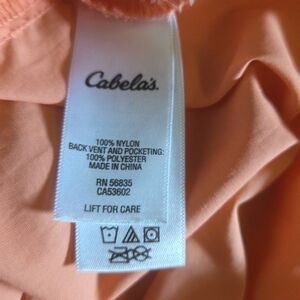 Cabela's.
100% NYLON
BACK VENT AND POCKETING:
100% POLYESTER
MADE IN CHINA
RN 56835
CA53602
LIFT FOR CARE